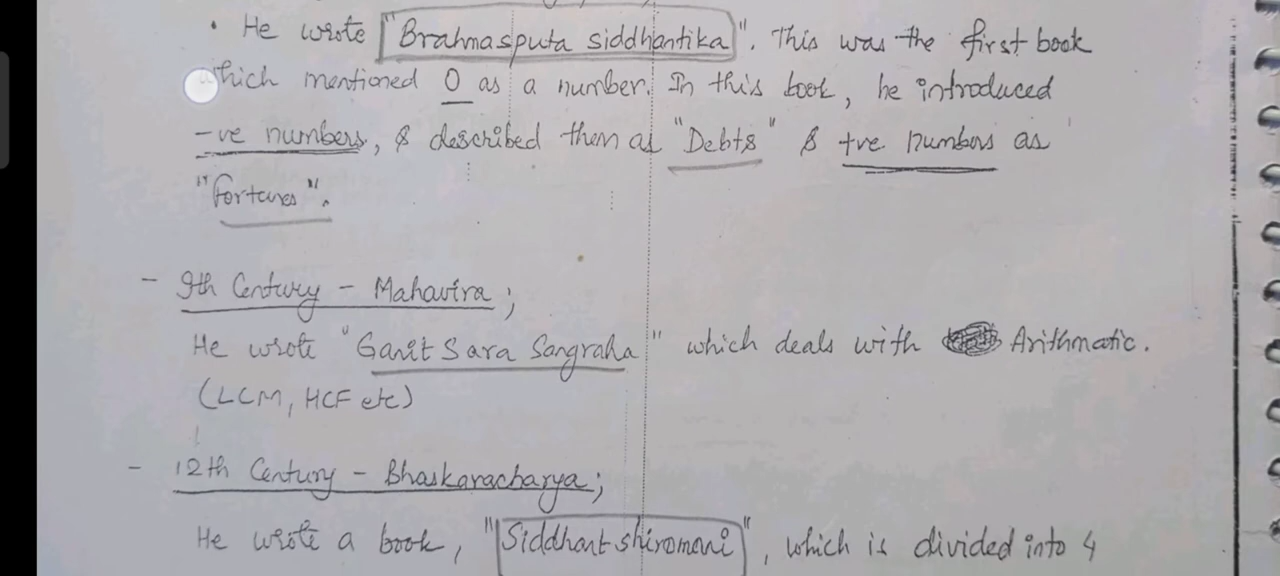 • He wrote "Brahmasputa siddhantika". This was the first book
which mentioned 0 as a number. In this book, he introduced
-ve numbers, & described them as "Debts" & +ve numbers as
"Fortunes".
- 9th Century - Mahavira;
He wrote "Ganit Sara Sangraha" which deals with Arithmatic.
(LCM, HCF etc)
- 12th Century - Bhaskaracharya;
He wrote a book, "Siddhant shiromani", which is divided into 4